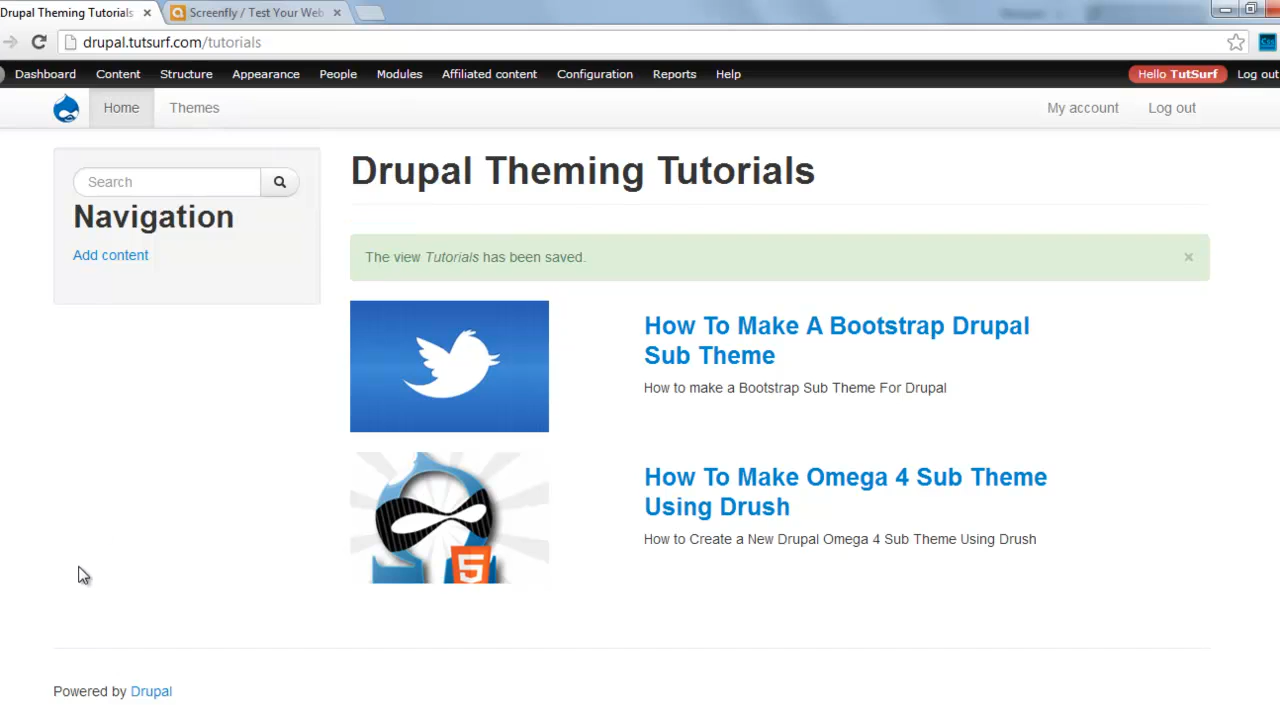 Drupal Theming Tutorials
Screenfly / Test Your Web
drupal.tutsurf.com/tutorials
Dashboard Content Structure Appearance People Modules Affiliated content Configuration Reports Help Hello TutSurf Log out
Home Themes My account Log out
Search
Navigation
Add content
Drupal Theming Tutorials
The view Tutorials has been saved. ×
How To Make A Bootstrap Drupal
Sub Theme
How to make a Bootstrap Sub Theme For Drupal
5
How To Make Omega 4 Sub Theme
Using Drush
How to Create a New Drupal Omega 4 Sub Theme Using Drush
Powered by Drupal